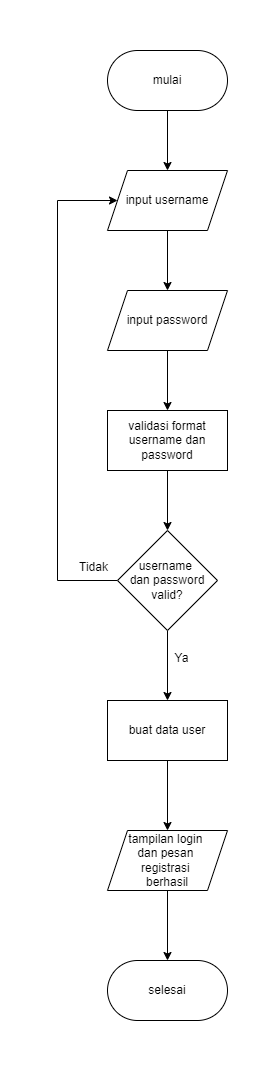 mulai
input username
input password
validasi format
username dan
password
username
dan password
valid?
Tidak
Ya
buat data user
tampilan login
dan pesan
registrasi
berhasil
selesai